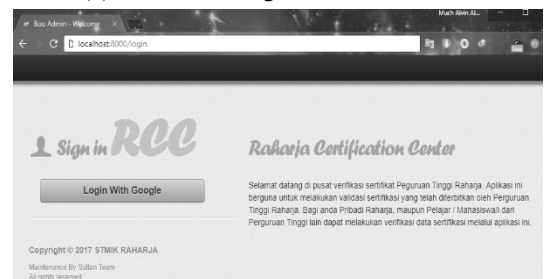 Boo Admin - Welcome
Much Alvin Al...
localhost:8000/login
Sign in RCC
Login With Google
Copyright © 2017 STMIK RAHARJA
Maintenance By Sultan Team
All rights reserved
Raharja Certification Center
Selamat datang di pusat verifikasi sertifikat Peguruan Tinggi Raharja. Aplikasi ini
berguna untuk melakukan validasi sertifikasi yang telah diterbitkan oleh Perguruan
Tinggi Raharja. Bagi anda Pribadi Raharja, maupun Pelajar / Mahasiswa/i dari
Perguruan Tinggi lain dapat melakukan verifikasi data sertifikasi melalui aplikasi ini.